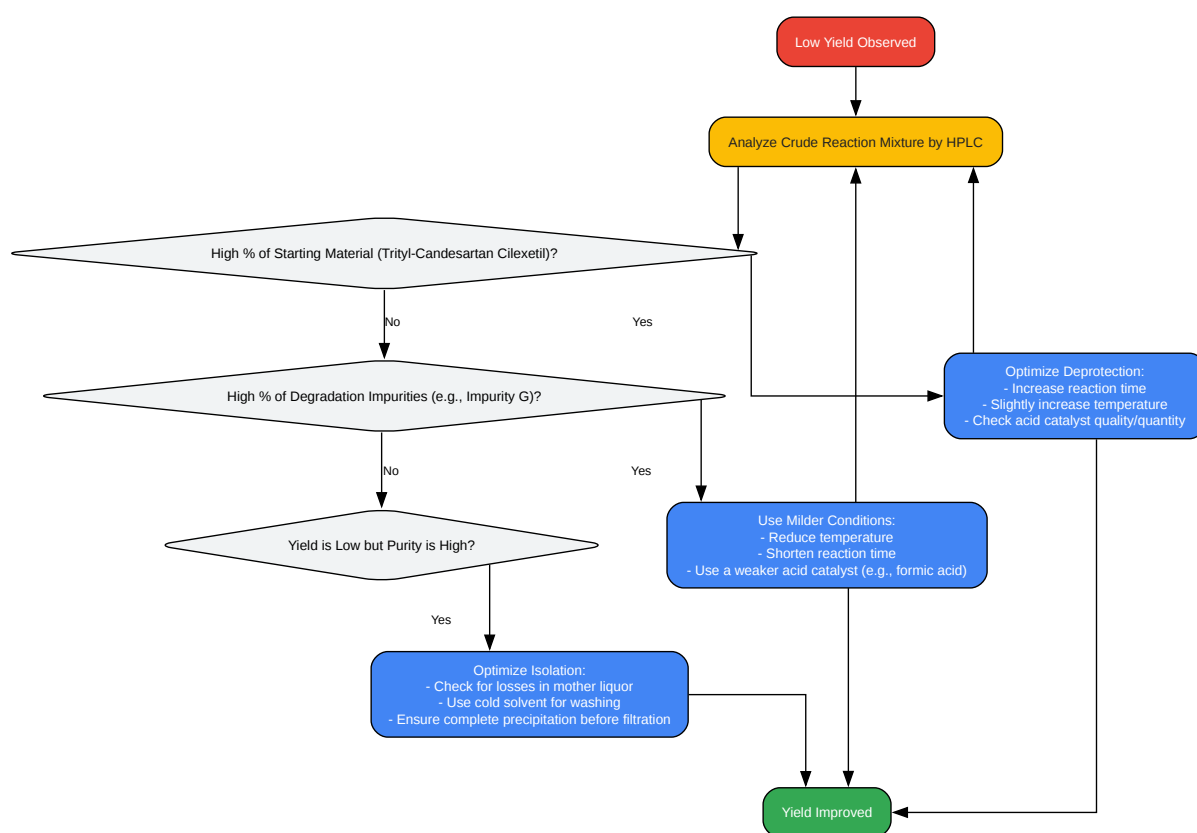 Low Yield Observed
Analyze Crude Reaction Mixture by HPLC
High % of Starting Material (Trityl-Candesartan Cilexetil)?
No
Yes
Optimize Deprotection:
- Increase reaction time
- Slightly increase temperature
- Check acid catalyst quality/quantity
High % of Degradation Impurities (e.g., Impurity G)?
No
Yes
Use Milder Conditions:
- Reduce temperature
- Shorten reaction time
- Use a weaker acid catalyst (e.g., formic acid)
Yield is Low but Purity is High?
Yes
Optimize Isolation:
- Check for losses in mother liquor
- Use cold solvent for washing
- Ensure complete precipitation before filtration
Yield Improved